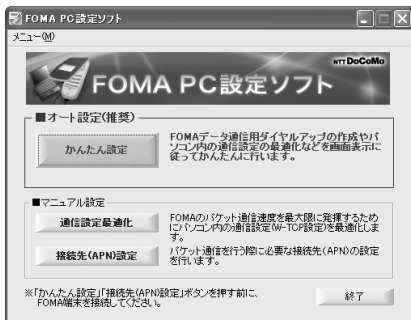 FOMA PC設定ソフト
メニュー(M)
NTT DoCoMo
FOMA PC設定ソフト
■オート設定(推奨)
かんたん設定
FOMAデータ通信用ダイヤルアップの作成やパ
ソコン内の通信設定の最適化などを画面表示に
従ってかんたんに行います。
■マニュアル設定
通信設定最適化
FOMAのパケット通信速度を最大限に発揮するため
にパソコン内の通信設定(W-TCP設定)を最適化しま
す。
接続先(APN)設定
パケット通信を行う際に必要な接続先(APN)の設定
を行います。
※「かんたん設定」「接続先(APN)設定」ボタンを押す前に、
FOMA端末を接続してください。
終了